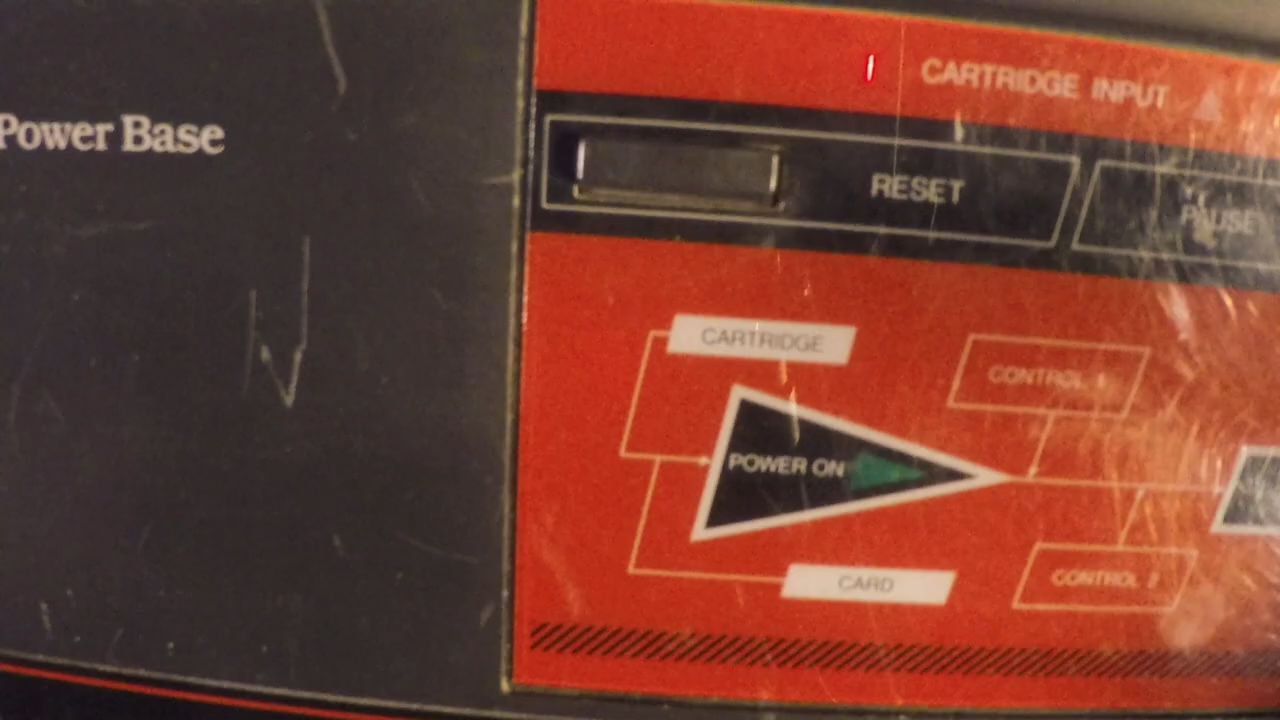 Power Base
CARTRIDGE INPUT
RESET
PAUSE
CARTRIDGE
CONTROL 1
POWER ON
CARD
CONTROL 2